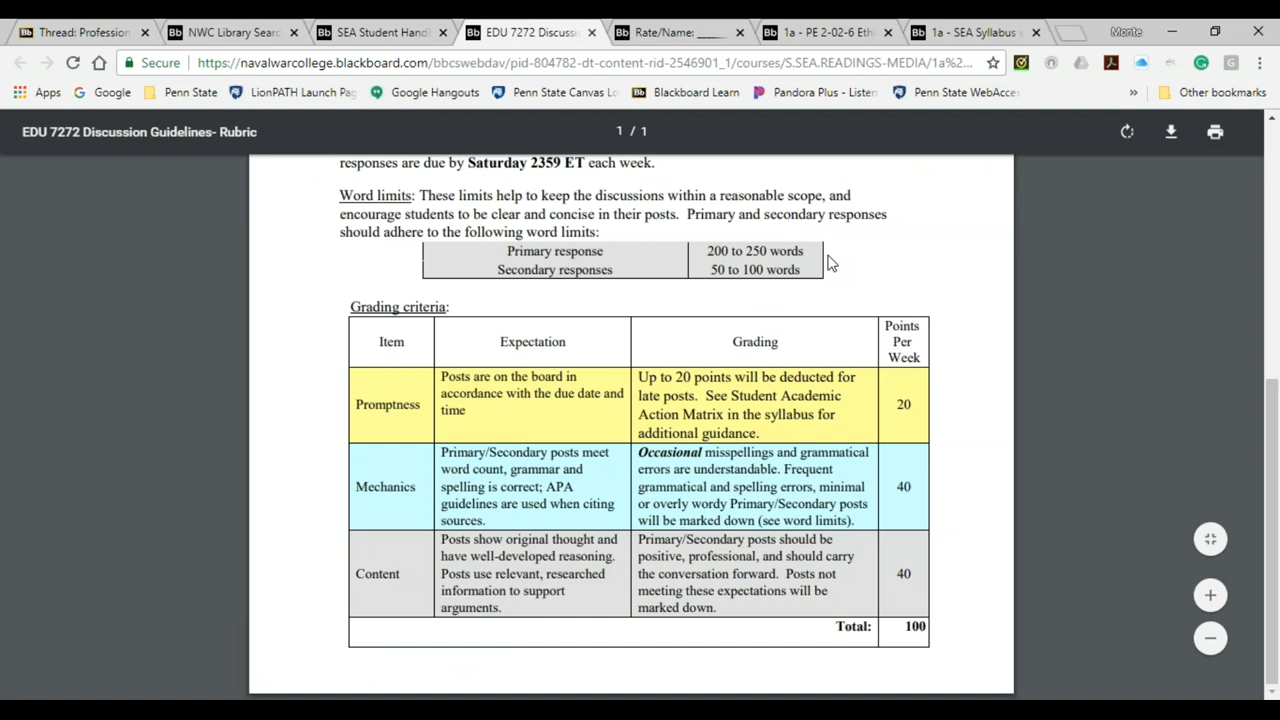 Thread: Profession
NWC Library Searc
SEA Student Handl
EDU 7272 Discussi
Rate/Name: _____
1a - PE 2-02-6 Eth
1a - SEA Syllabus v
Monte
Secure
https://navalwarcollege.blackboard.com/bbcswebdav/pid-804782-dt-content-rid-2546901_1/courses/S.SEA.READINGS-MEDIA/1a%2...
Apps
Google
Penn State
LionPATH Launch Pag
Google Hangouts
Penn State Canvas Lo
Blackboard Learn
Pandora Plus - Listen
Penn State WebAcces
»
Other bookmarks
EDU 7272 Discussion Guidelines- Rubric
1 / 1
responses are due by Saturday 2359 ET each week.
Word limits: These limits help to keep the discussions within a reasonable scope, and
encourage students to be clear and concise in their posts. Primary and secondary responses
should adhere to the following word limits:
Primary response 200 to 250 words
Secondary responses 50 to 100 words
Grading criteria:
Item
Expectation
Grading
Points
Per
Week
Promptness
Posts are on the board in
accordance with the due date and
time
Up to 20 points will be deducted for
late posts. See Student Academic
Action Matrix in the syllabus for
additional guidance.
20
Mechanics
Primary/Secondary posts meet
word count, grammar and
spelling is correct; APA
guidelines are used when citing
sources.
Occasional misspellings and grammatical
errors are understandable. Frequent
grammatical and spelling errors, minimal
or overly wordy Primary/Secondary posts
will be marked down (see word limits).
40
Content
Posts show original thought and
have well-developed reasoning.
Posts use relevant, researched
information to support
arguments.
Primary/Secondary posts should be
positive, professional, and should carry
the conversation forward. Posts not
meeting these expectations will be
marked down.
40
Total: 100